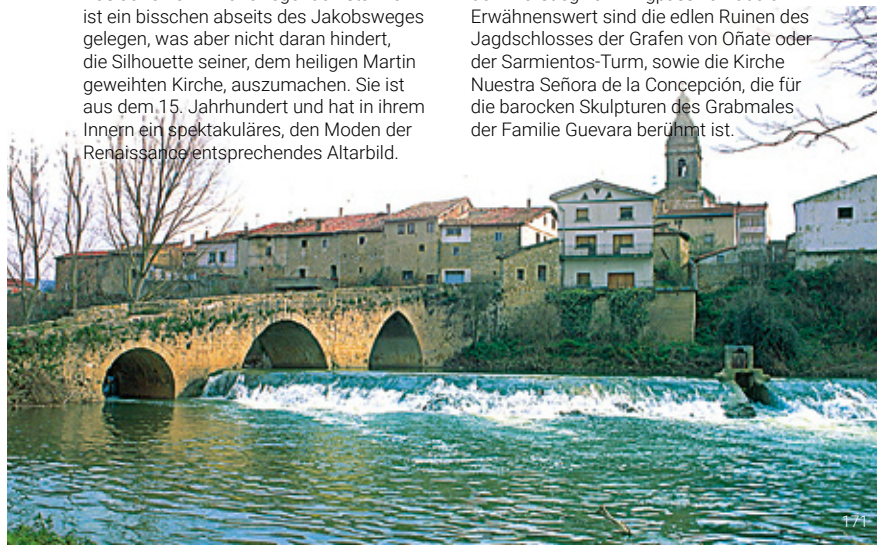 ist ein bisschen abseits des Jakobsweges
gelegen, was aber nicht daran hindert,
die Silhouette seiner, dem heiligen Martin
geweihten Kirche, auszumachen. Sie ist
aus dem 15. Jahrhundert und hat in ihrem
Innern ein spektakuläres, den Moden der
Renaissance entsprechendes Altarbild.
Erwähnenswert sind die edlen Ruinen des
Jagdschlosses der Grafen von Oñate oder
der Sarmientos-Turm, sowie die Kirche
Nuestra Señora de la Concepción, die für
die barocken Skulpturen des Grabmales
der Familie Guevara berühmt ist.
171